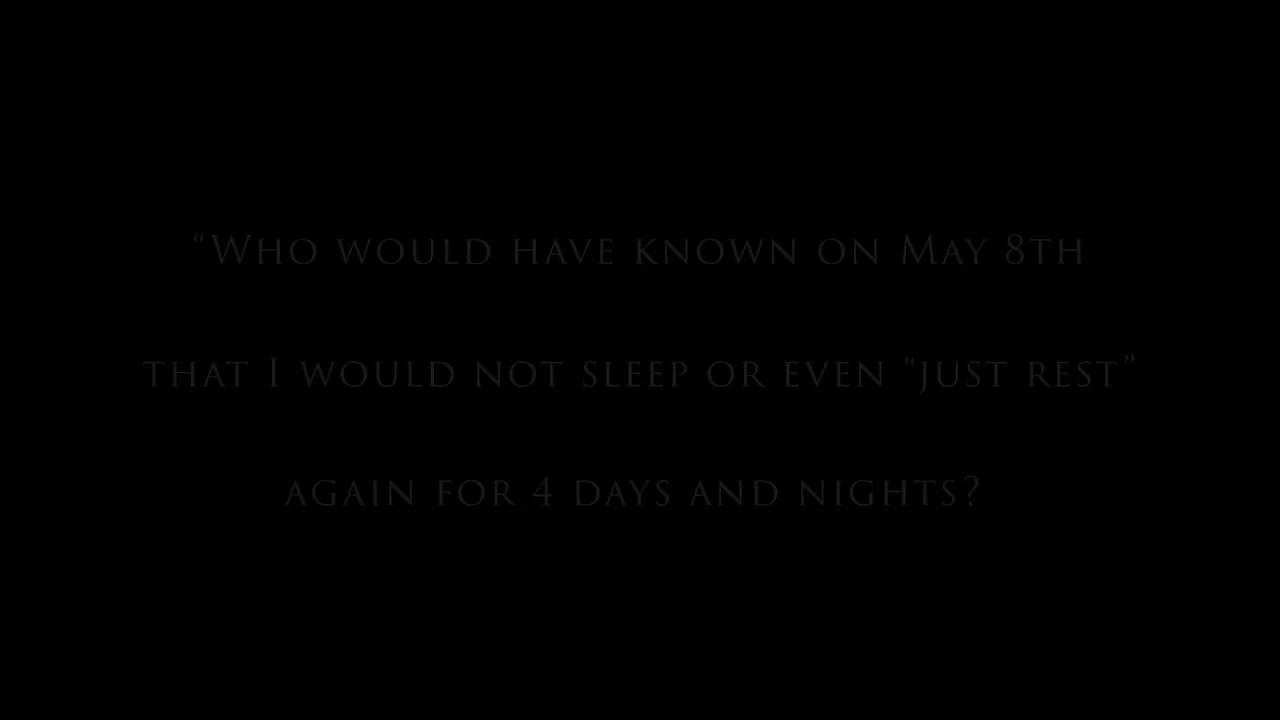 “Who would have known on May 8th
that I would not sleep or even “just rest”
again for 4 days and nights?